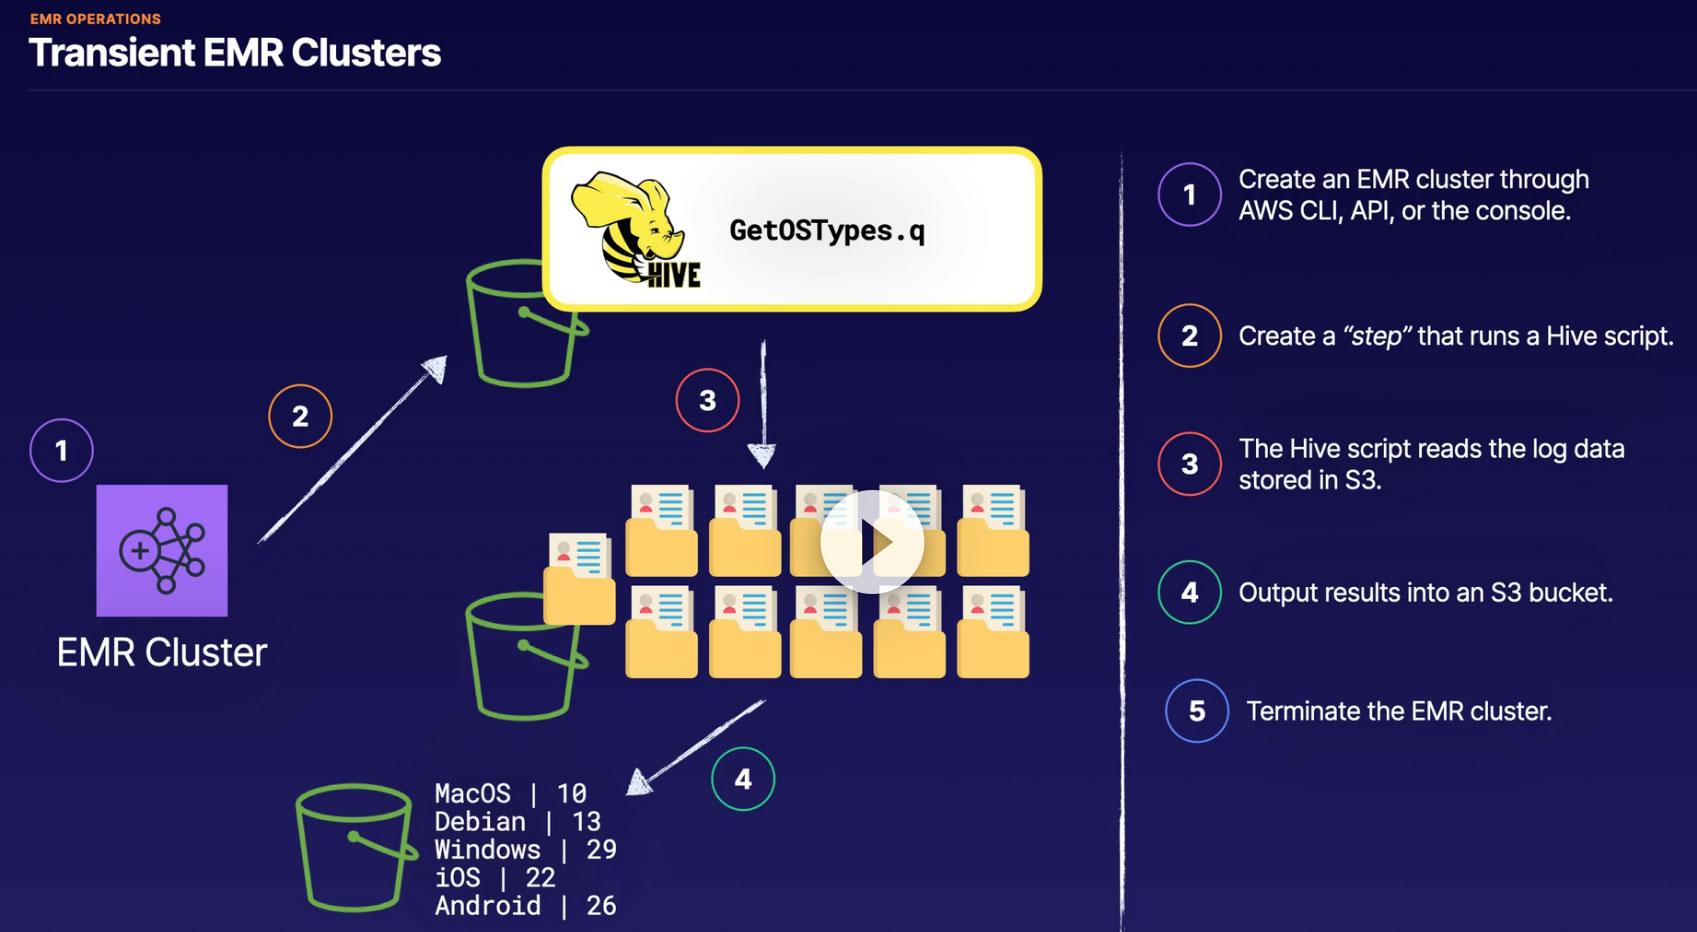 EMR OPERATIONS
Transient EMR Clusters
HIVE
GetOSTypes.q
1
2
3
EMR Cluster
4
MacOS | 10
Debian | 13
Windows | 29
iOS | 22
Android | 26
1
Create an EMR cluster through
AWS CLI, API, or the console.
2
Create a “step” that runs a Hive script.
3
The Hive script reads the log data
stored in S3.
4
Output results into an S3 bucket.
5
Terminate the EMR cluster.